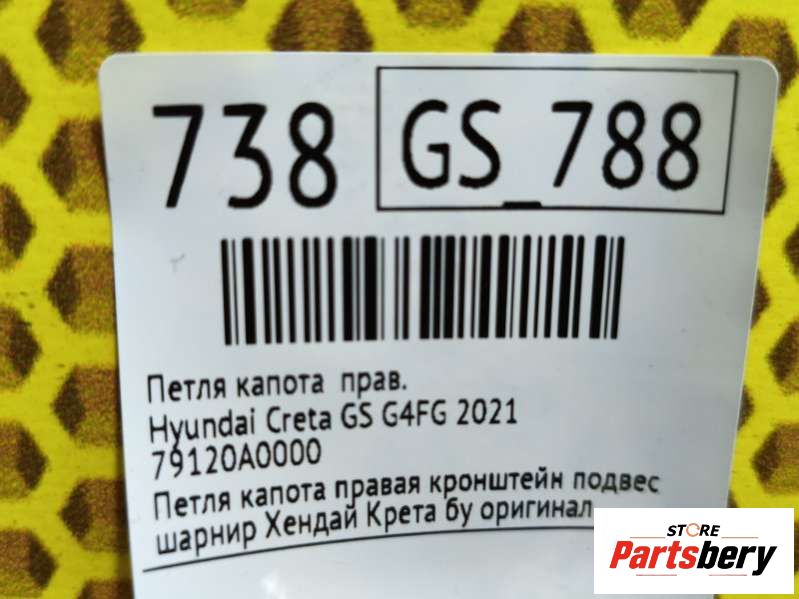 738 GS_788
Петля капота прав.
Hyundai Creta GS G4FG 2021
79120A0000
Петля капота правая кронштейн подвес
шарнир Хендай Крета бу оригинал
STORE
Partsbery